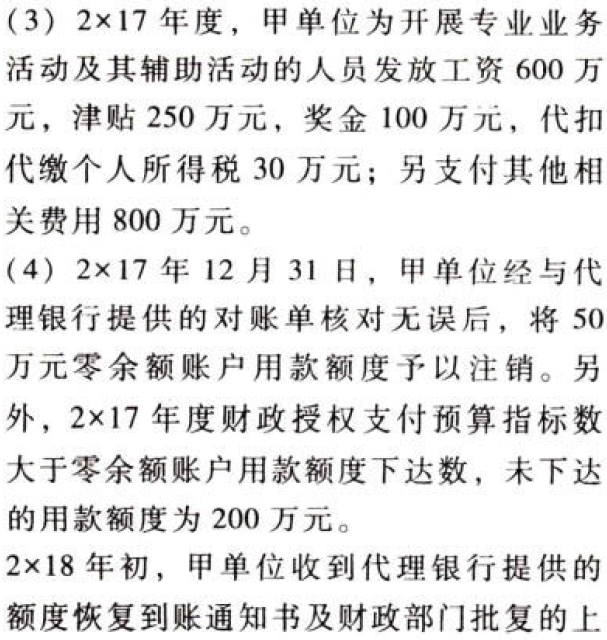 (3) 2×17 年度，甲单位为开展专业业务
活动及其辅助活动的人员发放工资 600 万
元，津贴 250 万元，奖金 100 万元，代扣
代缴个人所得税 30 万元；另支付其他相
关费用 800 万元。
(4) 2×17 年 12 月 31 日，甲单位经与代
理银行提供的对账单核对无误后，将 50
万元零余额账户用款额度予以注销。另
外，2×17 年度财政授权支付预算指标数
大于零余额账户用款额度下达数，未下达
的用款额度为 200 万元。
2×18 年初，甲单位收到代理银行提供的
额度恢复到账通知书及财政部门批复的上